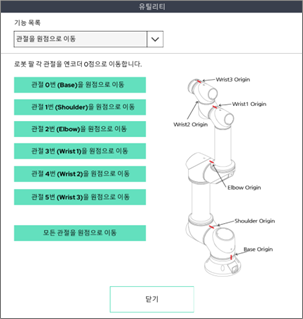 유틸리티
기능 목록
관절을 원점으로 이동
로봇 팔 각 관절을 엔코더 0점으로 이동합니다.
관절 0번 (Base)을 원점으로 이동
관절 1번 (Shoulder)을 원점으로 이동
관절 2번 (Elbow)을 원점으로 이동
관절 3번 (Wrist 1)을 원점으로 이동
관절 4번 (Wrist 2)을 원점으로 이동
관절 5번 (Wrist 3)을 원점으로 이동
모든 관절을 원점으로 이동
Wrist3 Origin
Wrist1 Origin
Wrist2 Origin
Elbow Origin
Shoulder Origin
Base Origin
닫기